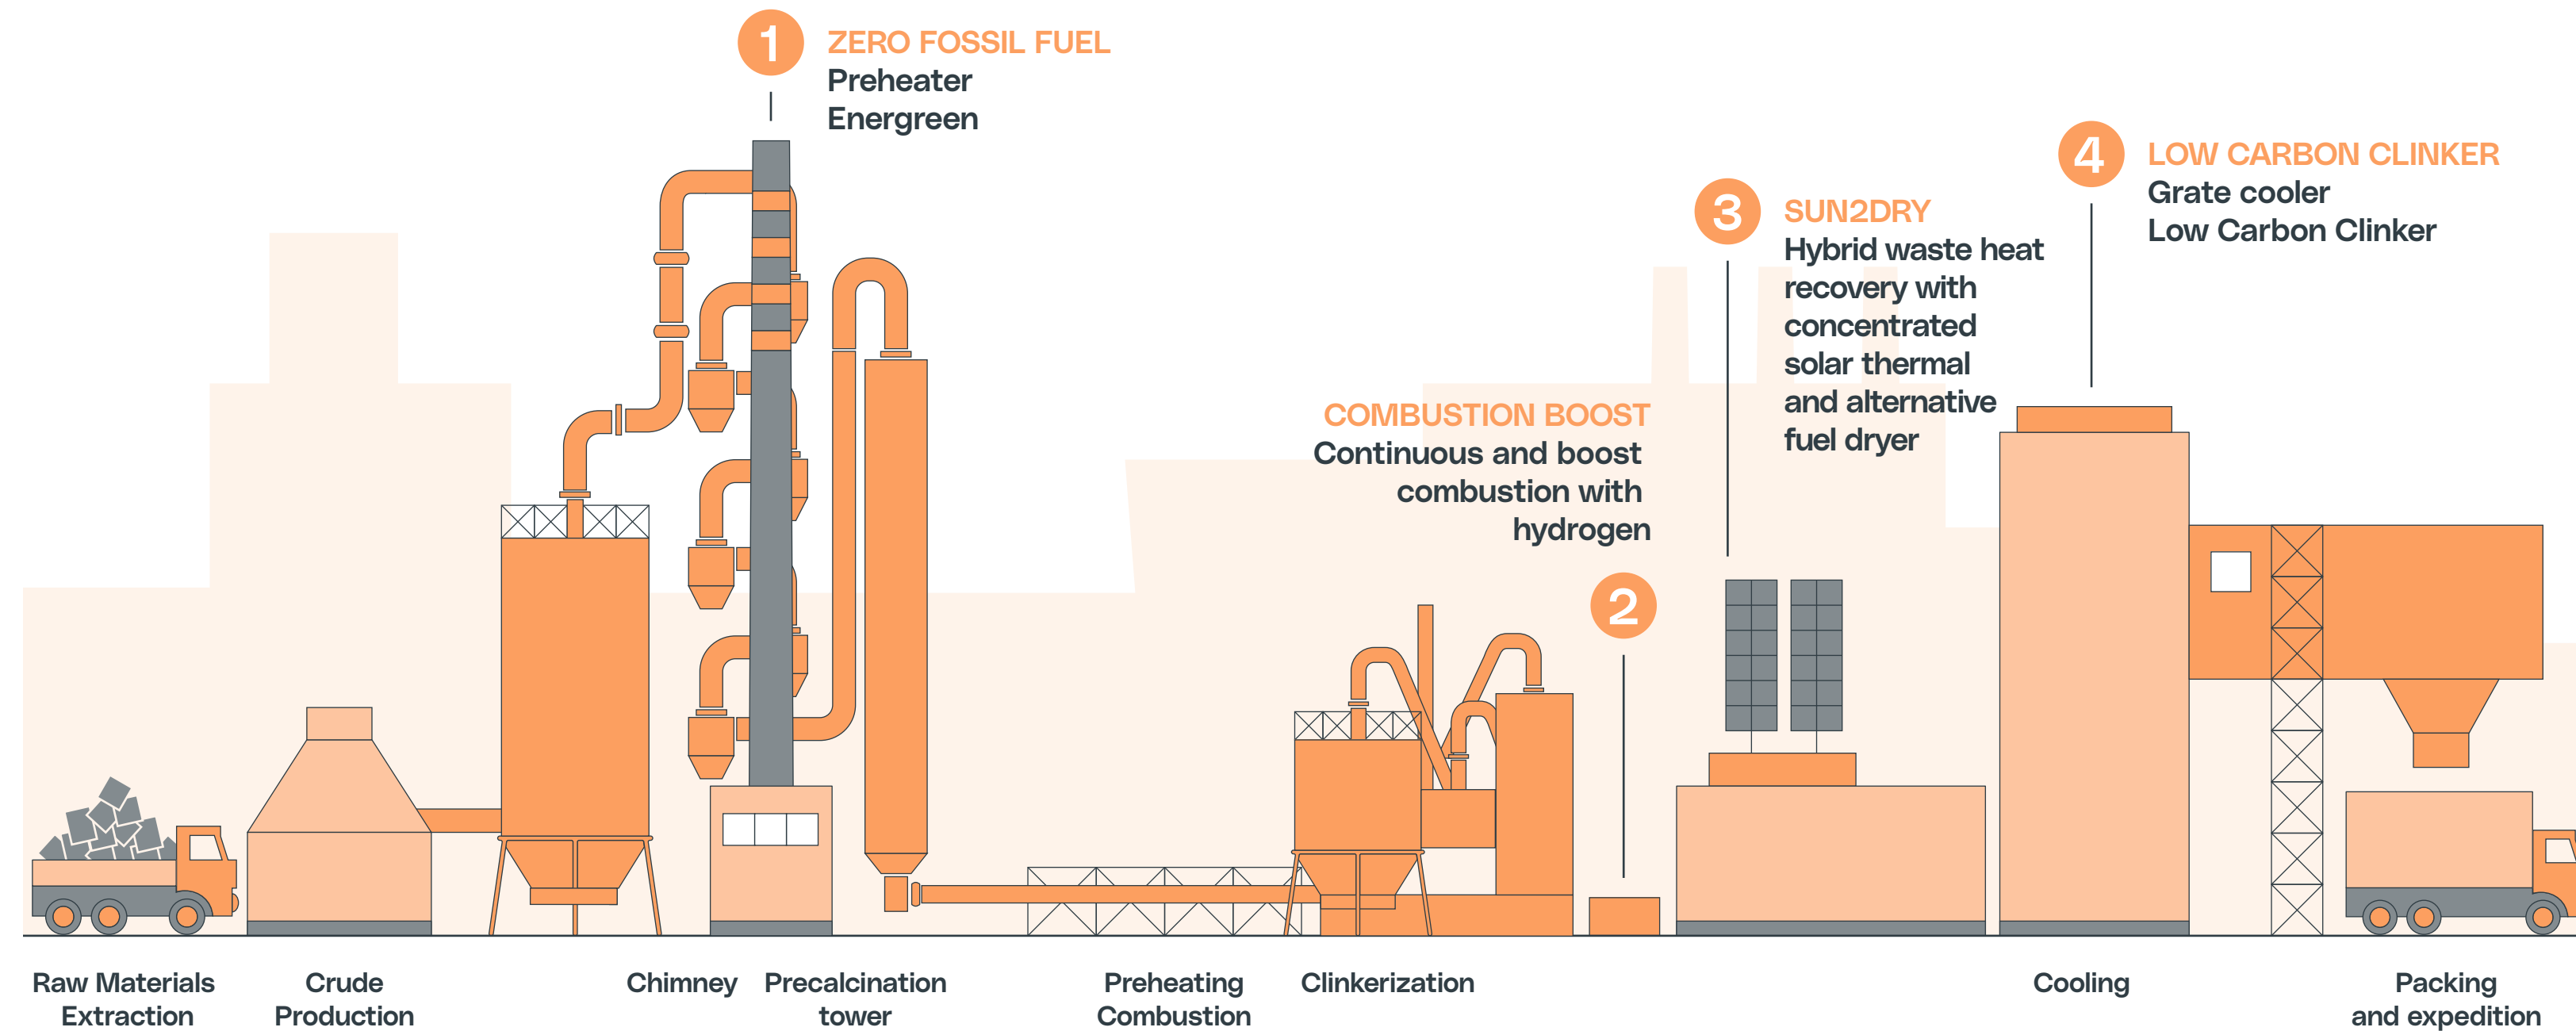 1
ZERO FOSSIL FUEL
Preheater
Energreen
4
LOW CARBON CLINKER
Grate cooler
Low Carbon Clinker
3
SUN2DRY
Hybrid waste heat
recovery with
concentrated
solar thermal
and alternative
fuel dryer
COMBUSTION BOOST
Continuous and boost
combustion with
hydrogen
2
Raw Materials
Extraction
Crude
Production
Chimney
Precalcination
tower
Preheating
Combustion
Clinkerization
Cooling
Packing
and expedition